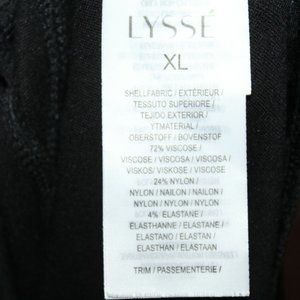 LYSSÉ
XL
SHELLFABRIC / EXTÉRIEUR /
TESSUTO SUPERIORE /
TEJIDO EXTERIOR /
YTMATERIAL /
OBERSTOFF / BOVENSTOF
72% VISCOSE /
VISCOSE / VISCOSA / VISCOSA /
VISKOS / VISKOSE / VISCOSE
24% NYLON /
NYLON / NAILON / NAILON /
NYLON / NYLON / NYLON
4% ELASTANE /
ELASTHANNE / ELASTANE /
ELASTANO / ELASTAN /
ELASTHAN / ELASTAAN
TRIM / PASSEMENTERIE /